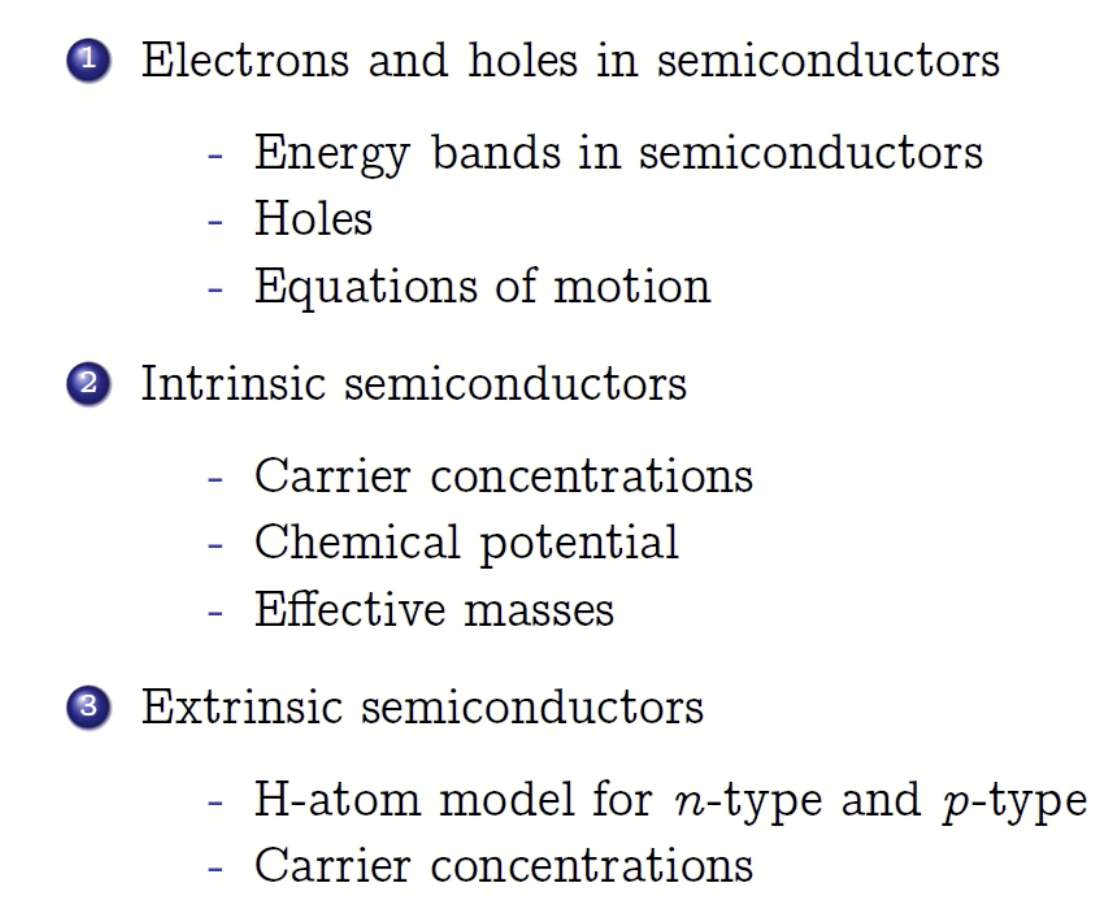 1 Electrons and holes in semiconductors
- Energy bands in semiconductors
- Holes
- Equations of motion
2 Intrinsic semiconductors
- Carrier concentrations
- Chemical potential
- Effective masses
3 Extrinsic semiconductors
- H-atom model for n-type and p-type
- Carrier concentrations